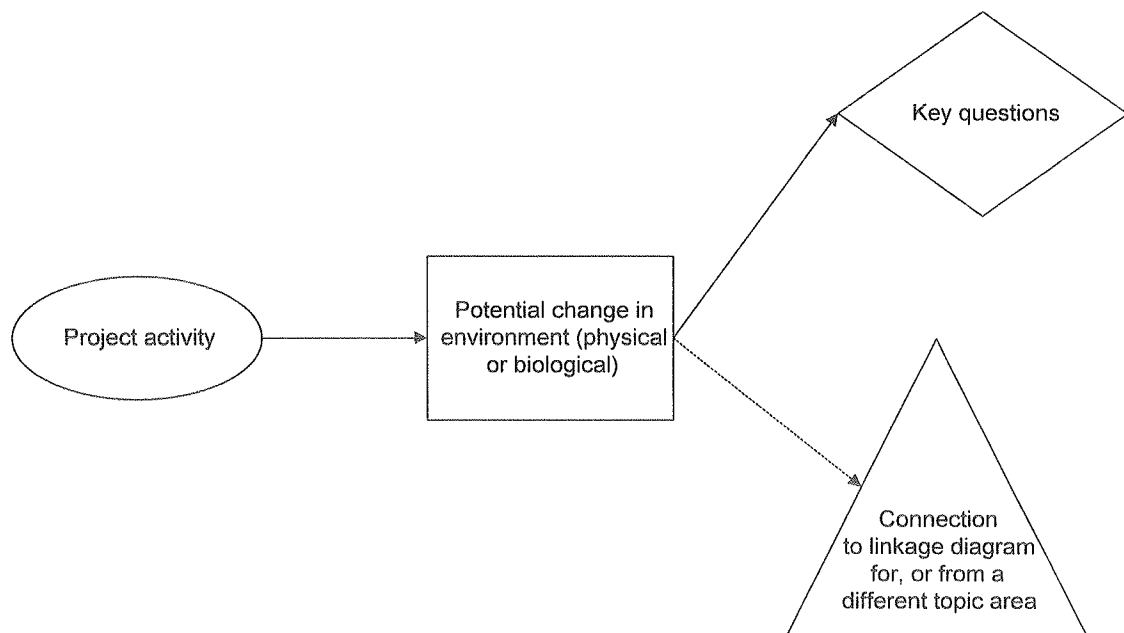 Key questions
Project activity
Potential change in
environment (physical
or biological)
Connection
to linkage diagram
for, or from a
different topic area